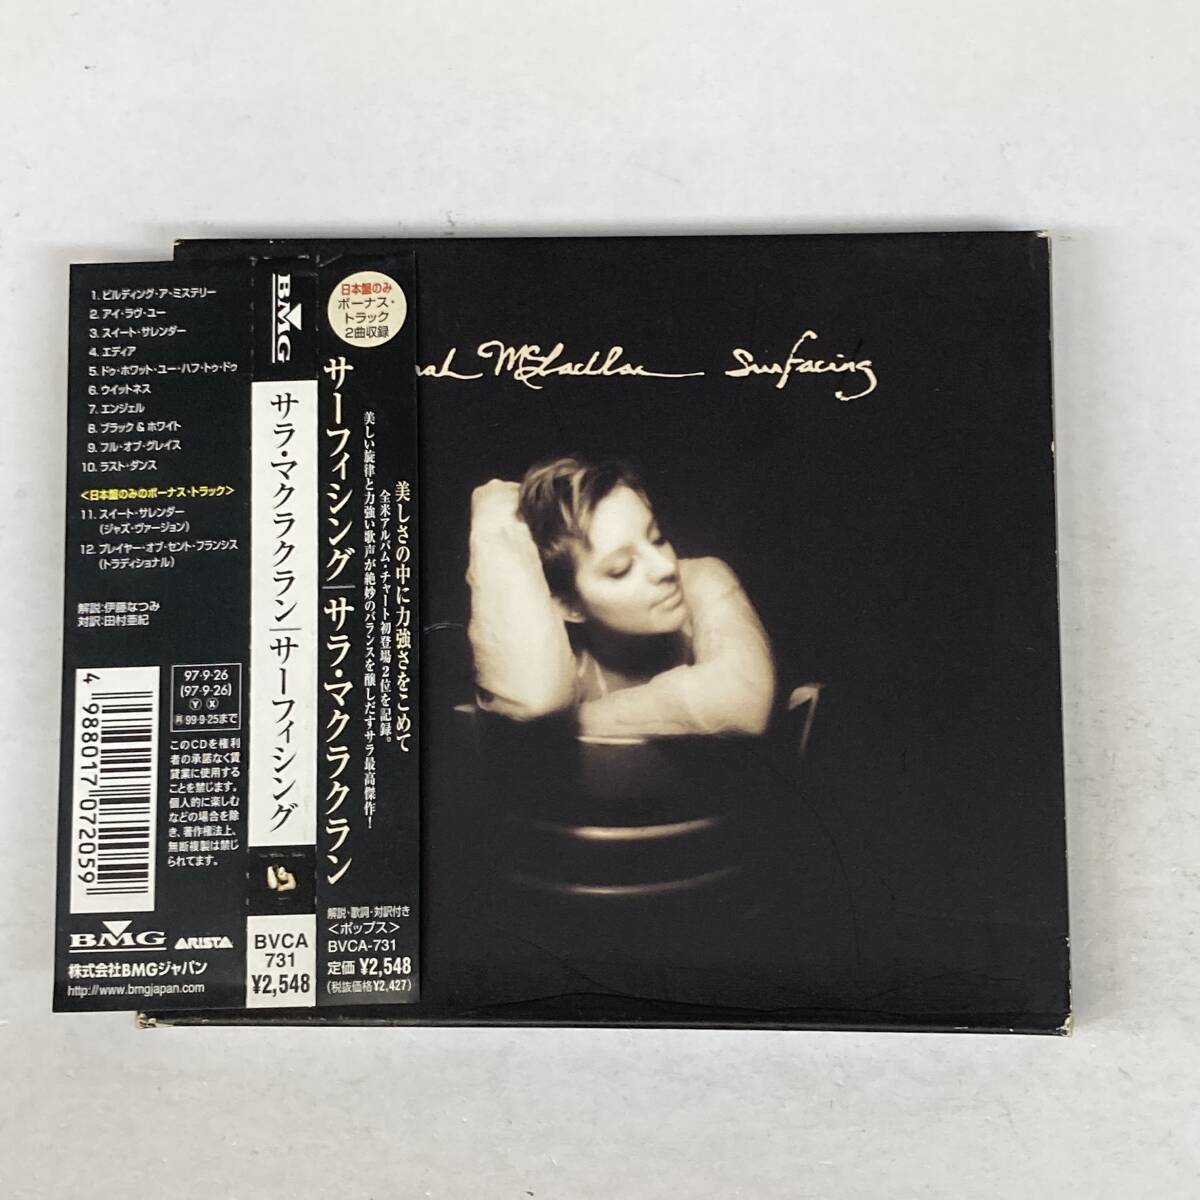 1. ビルディング・ア・ミステリー
2. アイ・ラヴ・ユー
3. スイート・サレンダー
4. エディア
5. ドゥ・ホワット・ユー・ハフ・トゥ・ドゥ
6. ウイットネス
7. エンジェル
8. ブラック & ホワイト
9. フル・オブ・グレイス
10. ラスト・ダンス
<日本盤のみのボーナス・トラック>
11. スイート・サレンダー
(ジャズ・ヴァージョン)
12. プレイヤー・オブ・セント・フランシス
(トラディショナル)
解説:伊藤なつみ
対訳:田村亜紀
4 988017 072059
97・9・26
(97・9・26)
Y X
再 99・9・25まで
このCDを権利
者の承諾なく賃
貸業に使用する
ことを禁じます。
個人的に楽しむ
などの場合を除
き、著作権法上、
無断複製は禁じ
られてます。
BMG ARISTA
株式会社BMGジャパン
http://www.bmgjapan.com
BMG
サラ・マクラクラン|サーフィシング
BVCA
731
¥2,548
日本盤のみ
ボーナス・
トラック
2曲収録
サーフィシング|サラ・マクラクラン
美しさの中に力強さをこめて
全米アルバム・チャート初登場2位を記録。
美しい旋律と力強い歌声が絶妙のバランスを醸しだすサラ最高傑作!
解説・歌詞・対訳付き
<ポップス>
BVCA-731
定価 ¥2,548
(税抜価格¥2,427)
rah McLachlan Surfacing